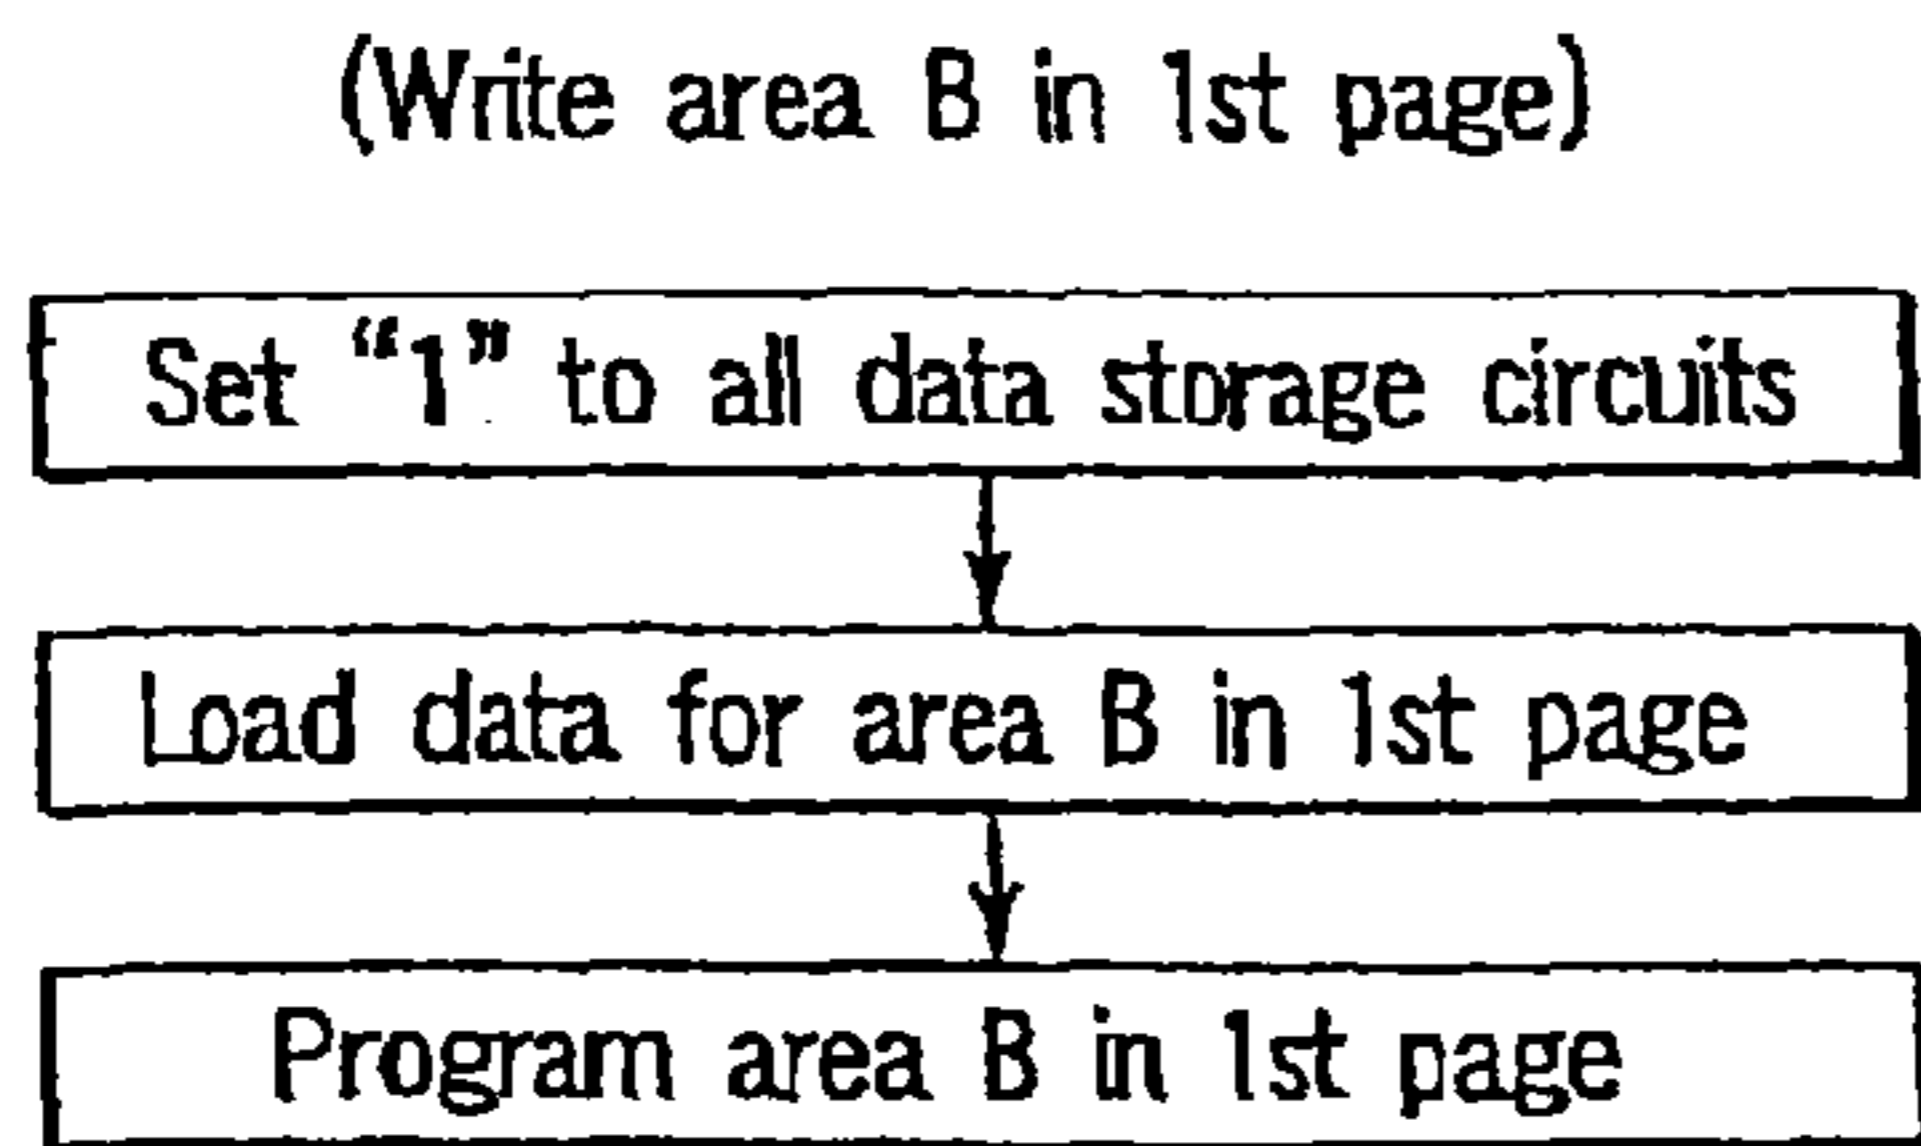 (Write area B in 1st page)
Set “1” to all data storage circuits
Load data for area B in 1st page
Program area B in 1st page